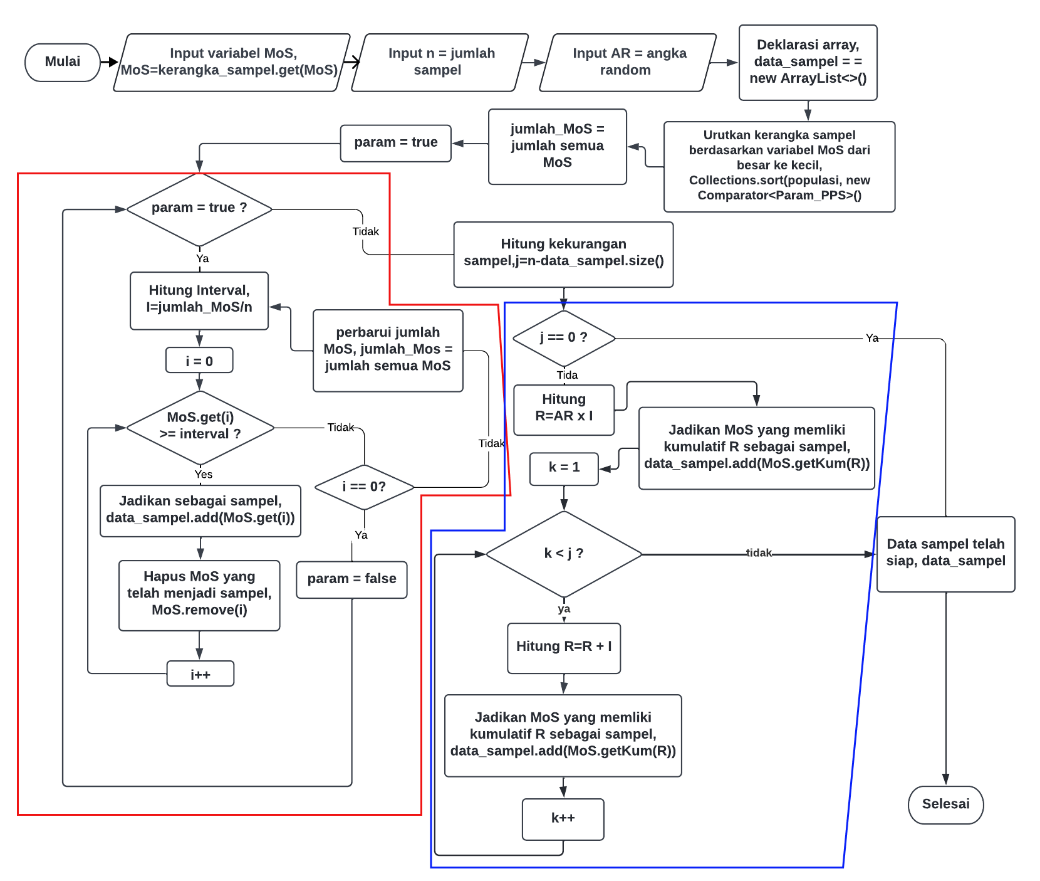 Mulai
Input variabel MoS,
MoS=kerangka_sampel.get(MoS)
Input n = jumlah
sampel
Input AR = angka
random
Deklarasi array,
data_sampel = =
new ArrayList<>()
Urutkan kerangka sampel
berdasarkan variabel MoS dari
besar ke kecil,
Collections.sort(populasi, new
Comparator<Param_PPS>()
jumlah_MoS =
jumlah semua
MoS
param = true
param = true ?
Tidak
Ya
Hitung Interval,
I=jumlah_MoS/n
i = 0
MoS.get(i)
>= interval ?
Tidak
Yes
Jadikan sebagai sampel,
data_sampel.add(MoS.get(i))
Hapus MoS yang
telah menjadi sampel,
MoS.remove(i)
i++
i == 0?
Tidak
Ya
param = false
perbarui jumlah
MoS, jumlah_Mos =
jumlah semua MoS
Hitung kekurangan
sampel,j=n-data_sampel.size()
j == 0 ?
Ya
Tida
Hitung
R=AR x I
Jadikan MoS yang memliki
kumulatif R sebagai sampel,
data_sampel.add(MoS.getKum(R))
k = 1
k < j ?
tidak
ya
Hitung R=R + I
Jadikan MoS yang memliki
kumulatif R sebagai sampel,
data_sampel.add(MoS.getKum(R))
k++
Data sampel telah
siap, data_sampel
Selesai